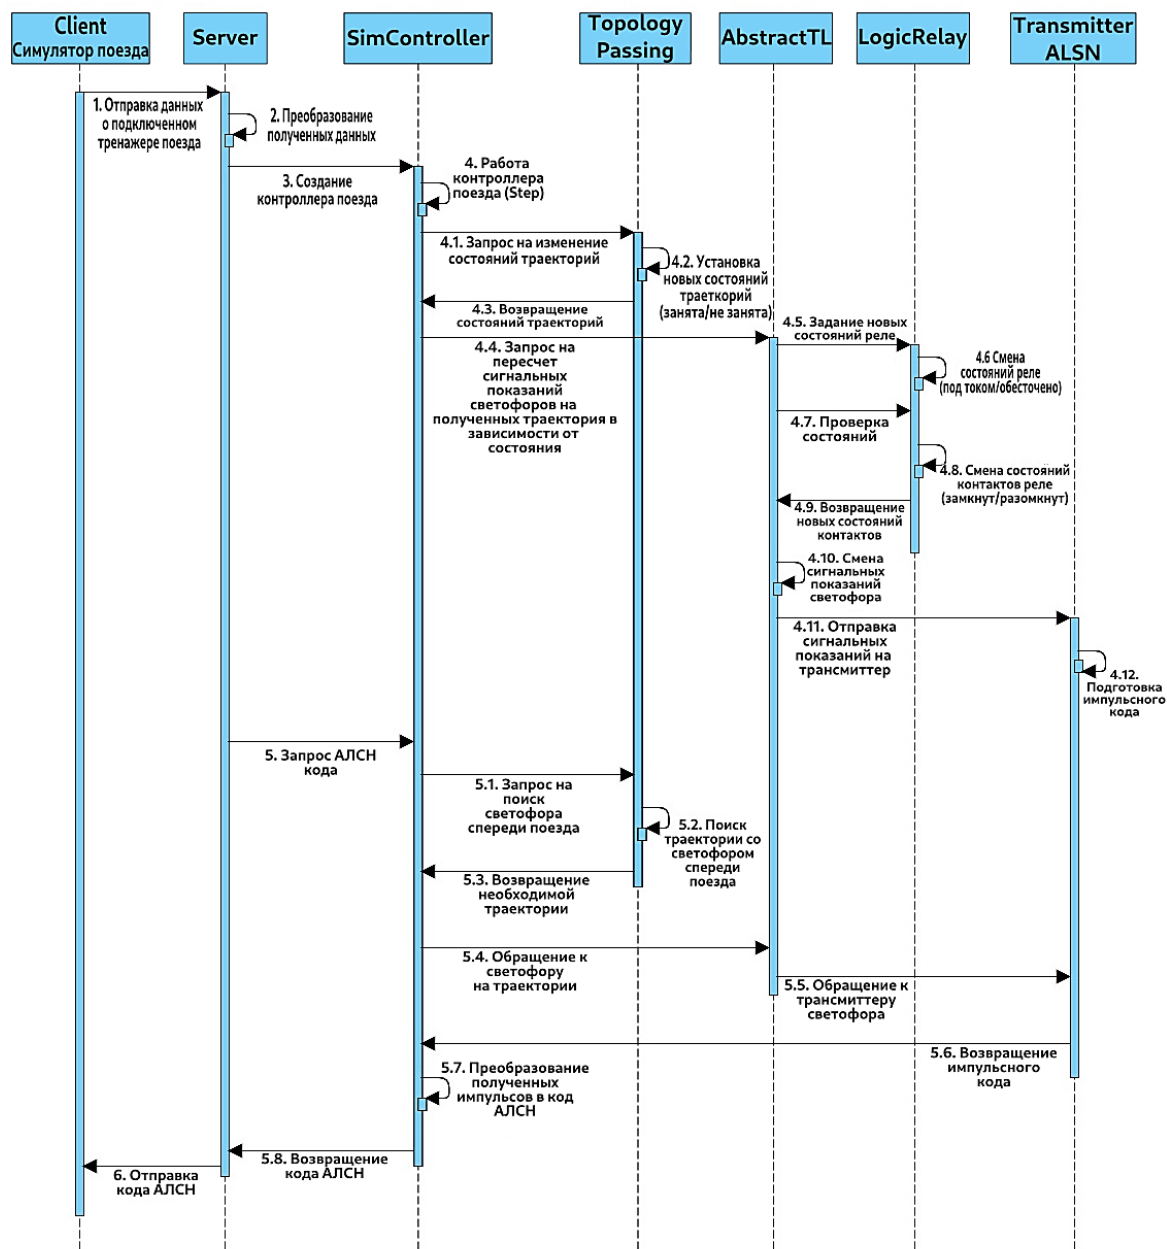 Client
Симулятор поезда
Server
SimController
Topology
Passing
AbstractTL
LogicRelay
Transmitter
ALSN
1. Отправка данных
о подключенном
тренажере поезда
2. Преобразование
полученных данных
3. Создание
контроллера поезда
4. Работа
контроллера
поезда (Step)
4.1. Запрос на изменение
состояний траекторий
4.2. Установка
новых состояний
траеткорий
(занята/не занята)
4.3. Возвращение
состояний траекторий
4.4. Запрос на
пересчет
сигнальных
показаний
светофоров на
полученных траектория в
зависимости от
состояния
4.5. Задание новых
состояний реле
4.6 Смена
состояний реле
(под током/обесточено)
4.7. Проверка
состояний
4.8. Смена состояний
контактов реле
(замкнут/разомкнут)
4.9. Возвращение
новых состояний
контактов
4.10. Смена
сигнальных
показаний
светофора
4.11. Отправка
сигнальных
показаний на
трансмиттер
4.12.
Подготовка
импульсного
кода
5. Запрос АЛСН
кода
5.1. Запрос на
поиск
светофора
спереди поезда
5.2. Поиск
траектории со
светофором
спереди
поезда
5.3. Возвращение
необходимой
траектории
5.4. Обращение к
светофору
на траектории
5.5. Обращение к
трансмиттеру
светофора
5.6. Возвращение
импульсного
кода
5.7. Преобразование
полученных
импульсов в код
АЛСН
5.8. Возвращение
кода АЛСН
6. Отправка
кода АЛСН